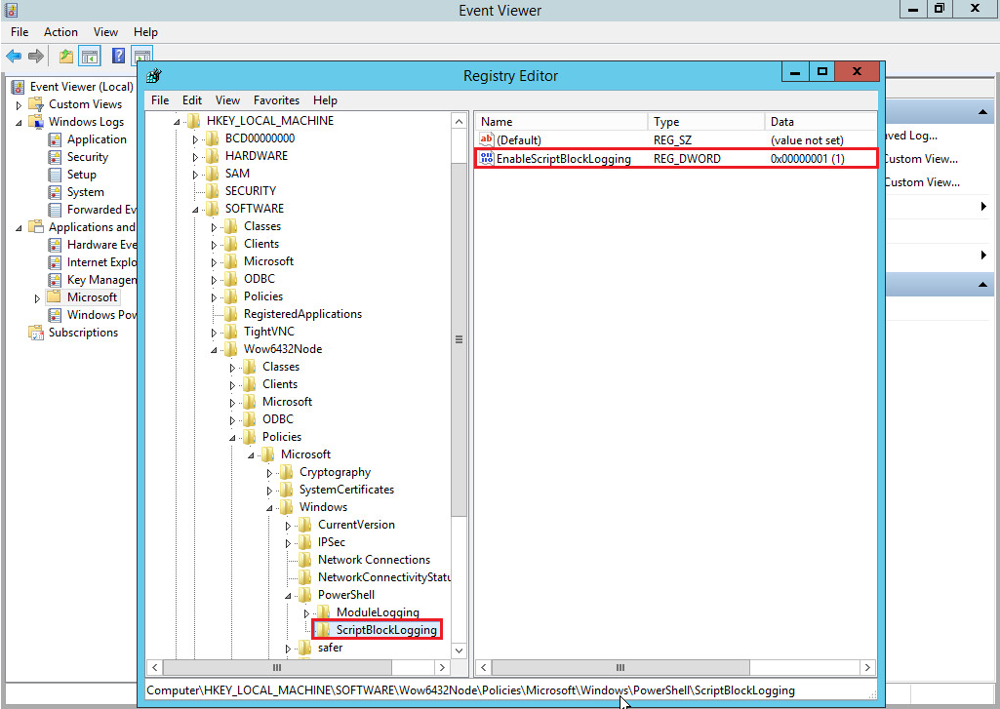 Event Viewer
File Action View Help
Event Viewer (Local)
Custom Views
Windows Logs
Application
Security
Setup
System
Forwarded Ev
Applications and
Hardware Eve
Internet Explo
Key Managen
Microsoft
Windows Pow
Subscriptions
Registry Editor
File Edit View Favorites Help
HKEY_LOCAL_MACHINE
BCD00000000
HARDWARE
SAM
SECURITY
SOFTWARE
Classes
Clients
Microsoft
ODBC
Policies
RegisteredApplications
TightVNC
Wow6432Node
Classes
Clients
Microsoft
ODBC
Policies
Microsoft
Cryptography
SystemCertificates
Windows
CurrentVersion
IPSec
Network Connections
NetworkConnectivityStatu
PowerShell
ModuleLogging
ScriptBlockLogging
safer
Name Type Data
(Default) REG_SZ (value not set)
EnableScriptBlockLogging REG_DWORD 0x00000001 (1)
Computer\HKEY_LOCAL_MACHINE\SOFTWARE\Wow6432Node\Policies\Microsoft\Windows\PowerShell\ScriptBlockLogging
aved Log...
Custom View...
Custom View...